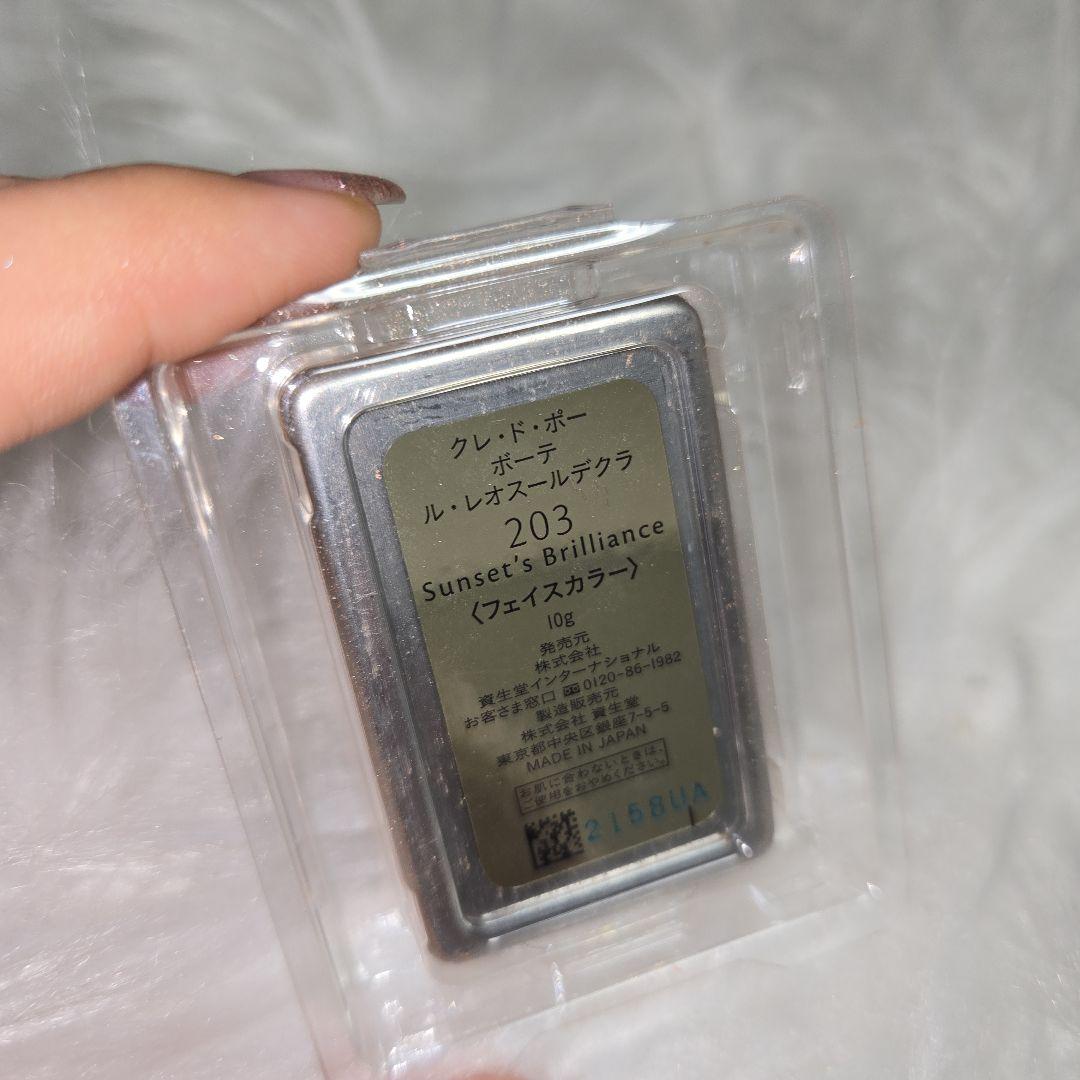 クレ・ド・ポー
ボーテ
ル・レオスールデクラ
203
Sunset's Brilliance
〈フェイスカラー〉
10g
発売元
株式会社
資生堂インターナショナル
お客さま窓口 0120-86-1982
製造販売元
株式会社 資生堂
東京都中央区銀座7-5-5
MADE IN JAPAN
お肌に合わないときは、
ご使用をおやめください。
2158UA